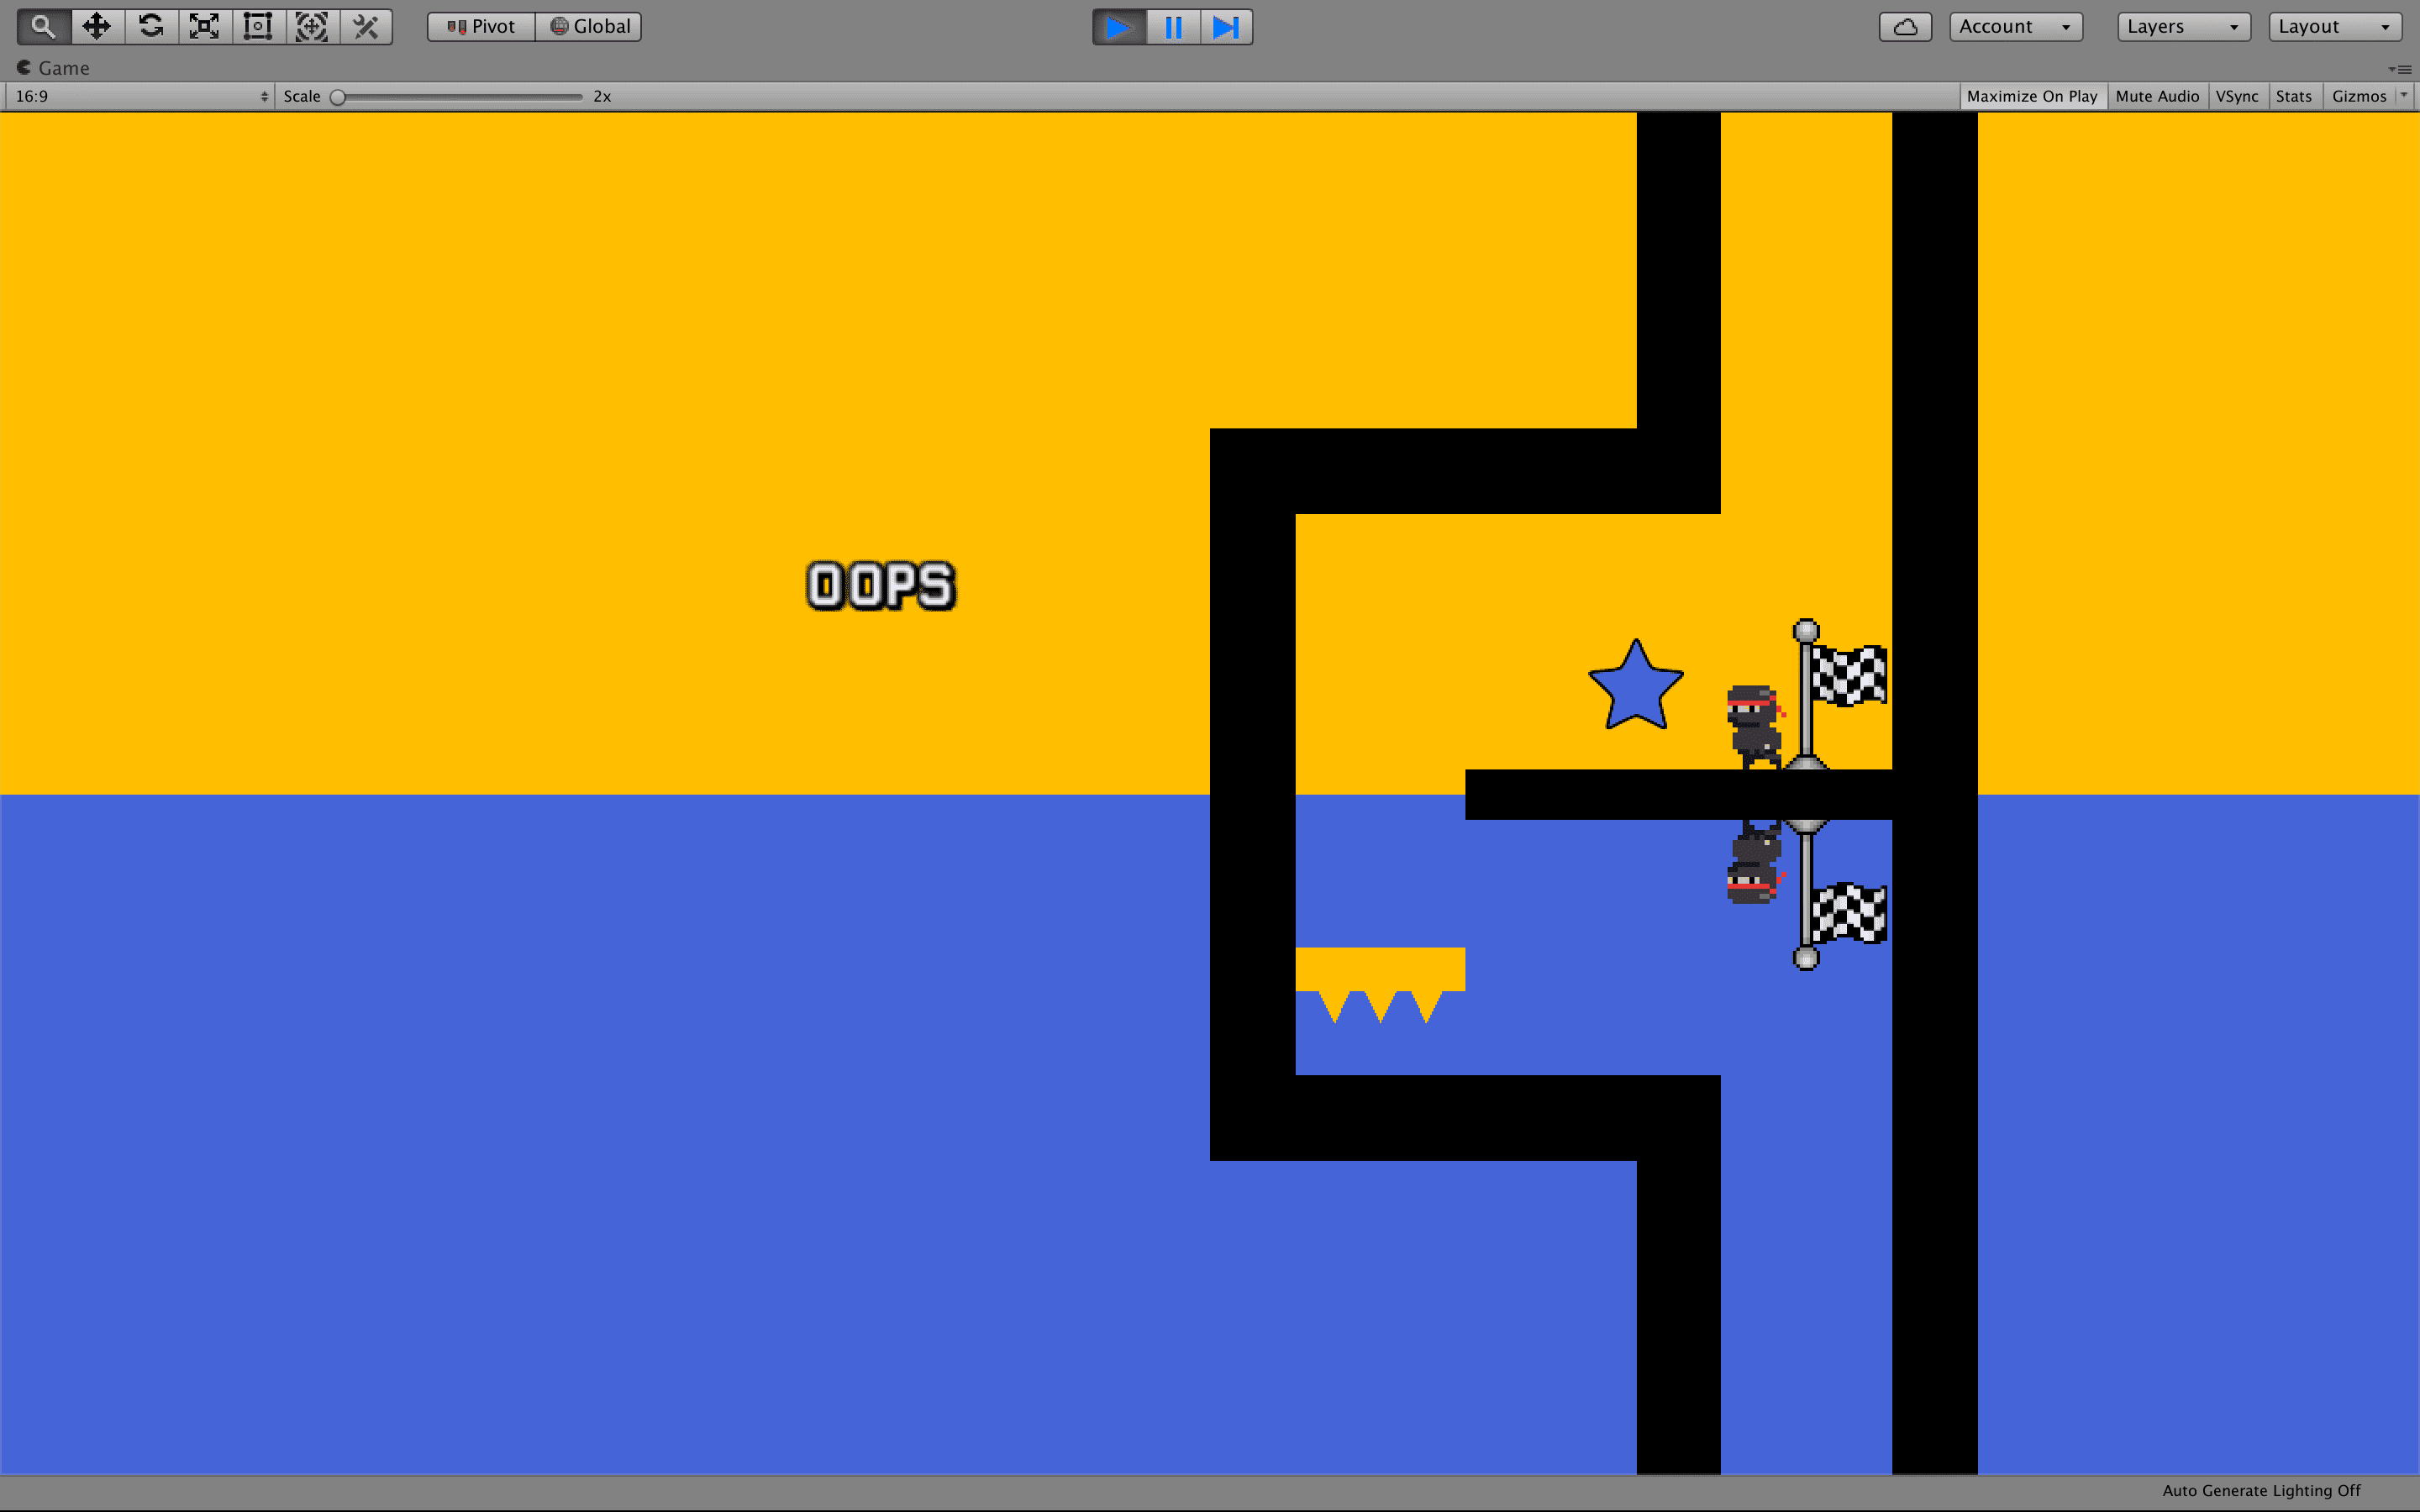 Pivot Global Account Layers Layout
Game
16:9 Scale 2x Maximize On Play Mute Audio VSync Stats Gizmos
OOPS
Auto Generate Lighting Off